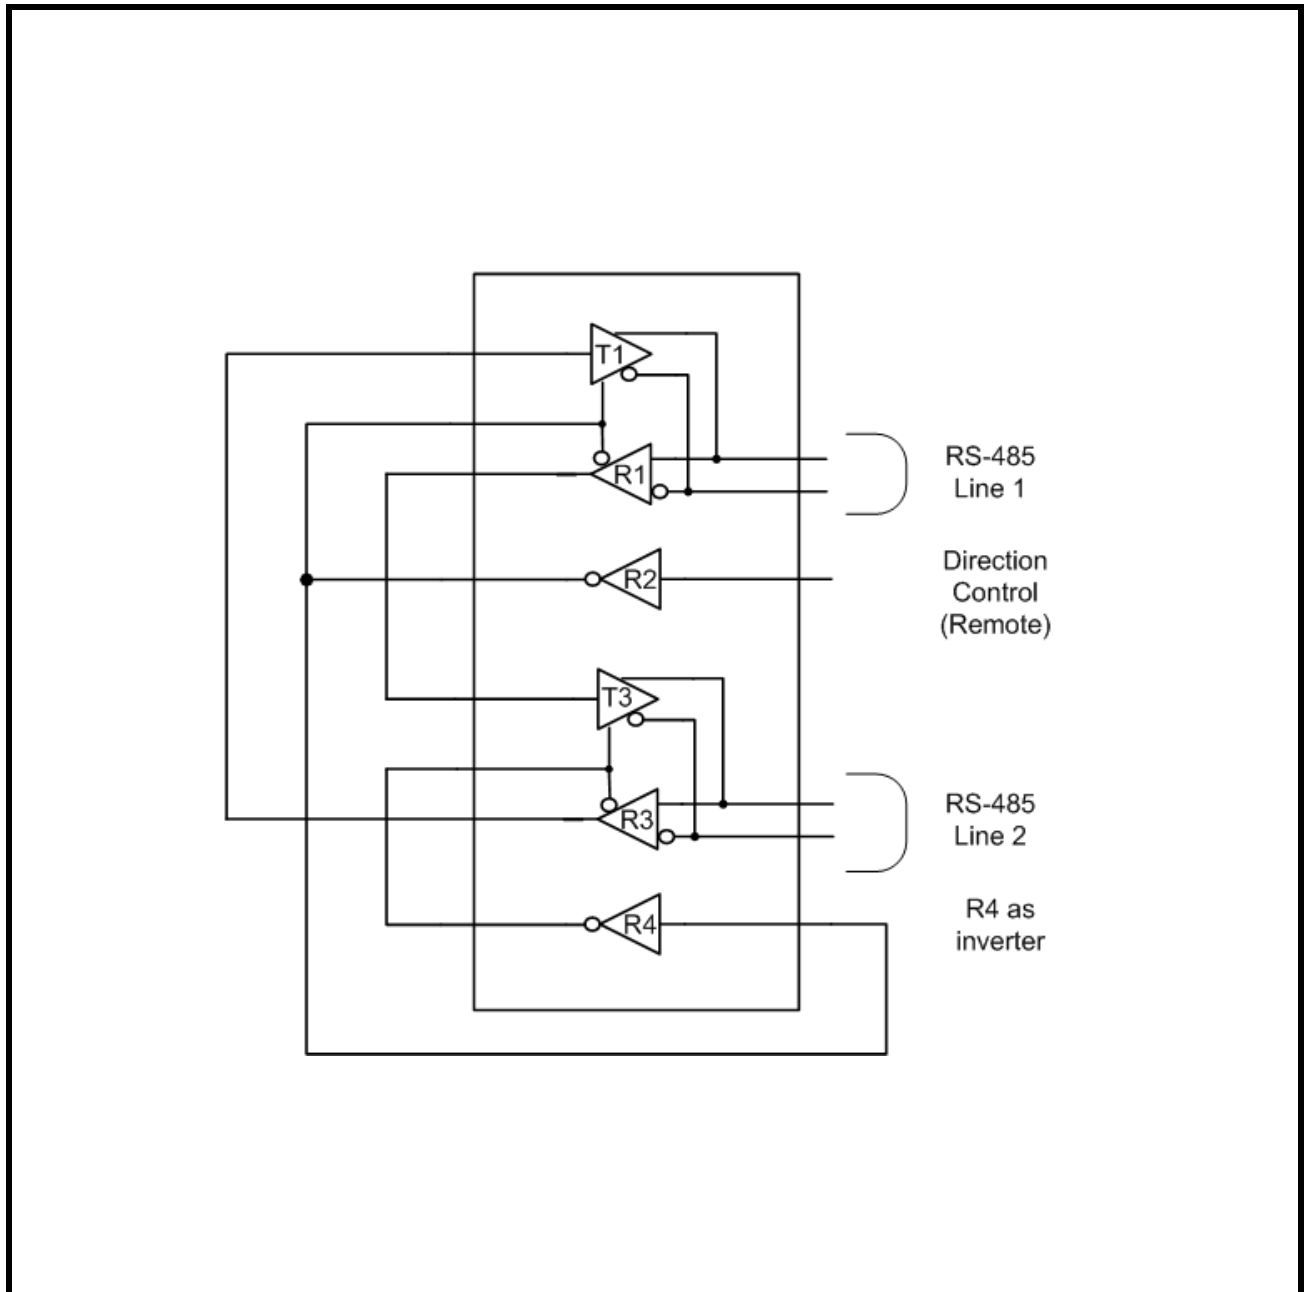 T1
R1
RS-485
Line 1
R2
Direction
Control
(Remote)
T3
R3
RS-485
Line 2
R4
R4 as
inverter